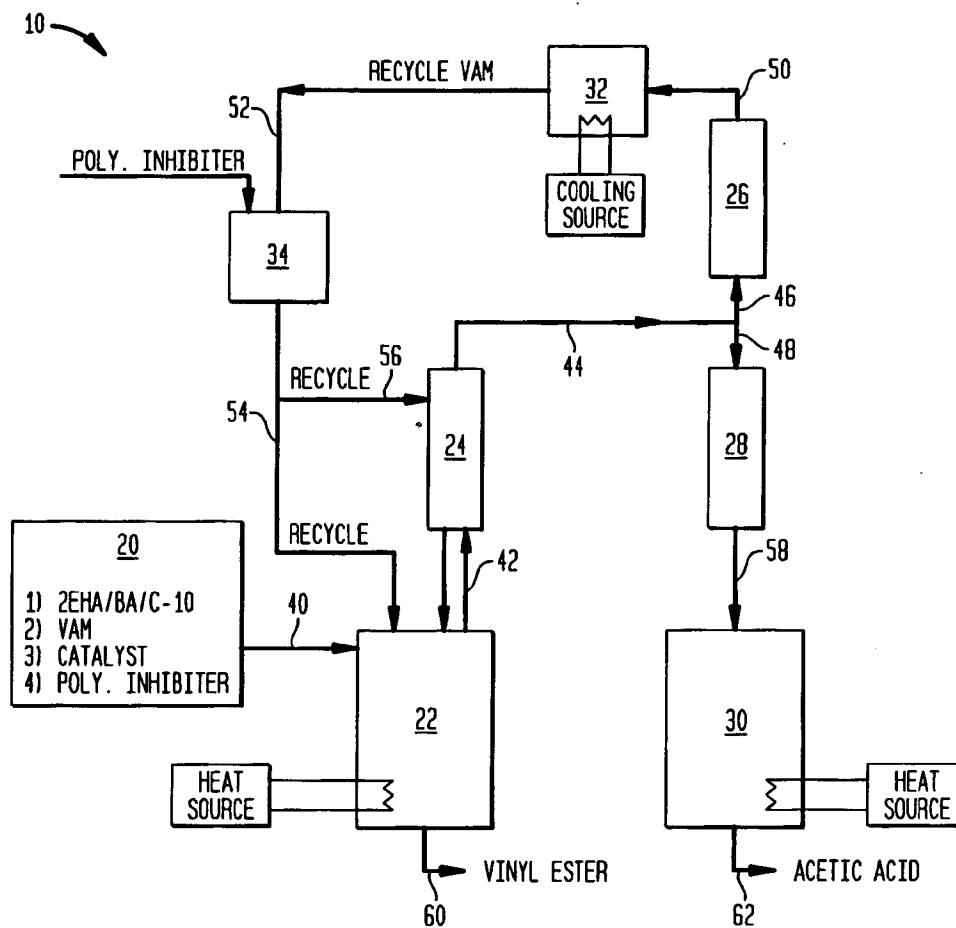 10
RECYCLE VAM
32
50
52
POLY. INHIBITER
COOLING
SOURCE
26
34
46
44
48
RECYCLE
56
54
24
28
RECYCLE
42
58
20
1) 2EHA/BA/C-10
2) VAM
3) CATALYST
4) POLY. INHIBITER
40
22
30
HEAT
SOURCE
HEAT
SOURCE
VINYL ESTER
ACETIC ACID
60
62